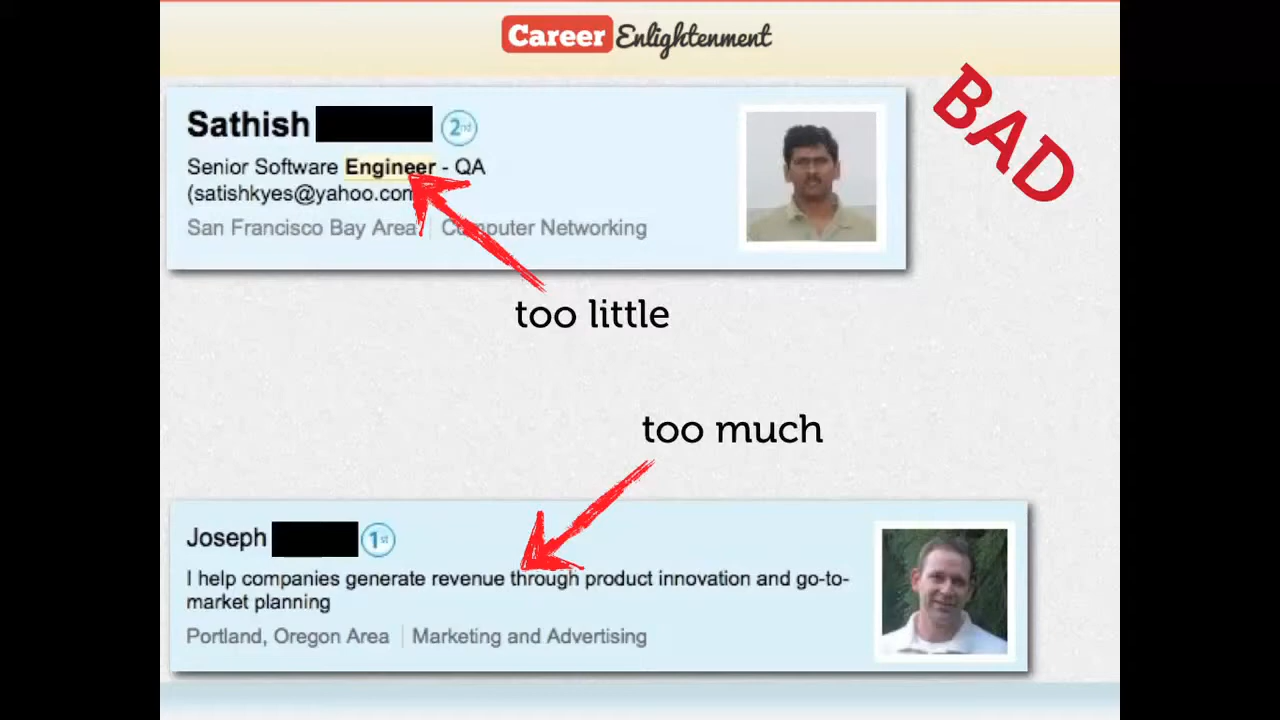 Career Enlightenment
BAD
Sathish 2nd
Senior Software Engineer - QA
(satishkyes@yahoo.com
San Francisco Bay Area Computer Networking
too little
too much
Joseph 1st
I help companies generate revenue through product innovation and go-to-
market planning
Portland, Oregon Area Marketing and Advertising